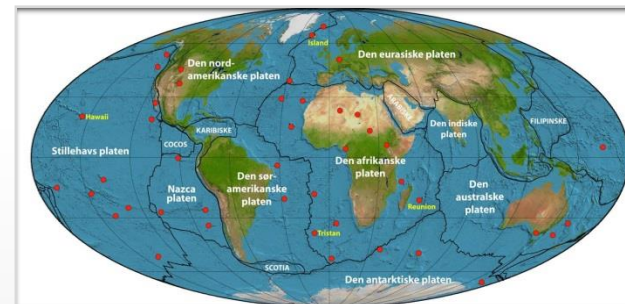 Island
Den eurasiske platen
Den nord-
amerikanske platen
Hawaii
KARIBISKE
ARABISKE
Den indiske
platen
FILIPINSKE
Stillehavs platen
COCOS
Den afrikanske
platen
Den sør-
amerikanske
platen
Nazca
platen
Den
australske
platen
Reunion
Tristan
SCOTIA
Den antarktiske platen